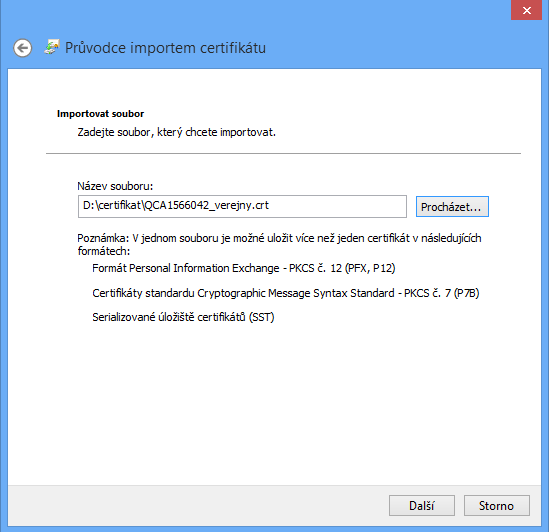 Průvodce importem certifikátu
Importovat soubor
Zadejte soubor, který chcete importovat.
Název souboru:
D:\certifikat\QCA1566042_verejny.crt
Procházet...
Poznámka: V jednom souboru je možné uložit více než jeden certifikát v následujících
formátech:
Formát Personal Information Exchange - PKCS č. 12 (PFX, P12)
Certifikáty standardu Cryptographic Message Syntax Standard - PKCS č. 7 (P7B)
Serializované úložiště certifikátů (SST)
Další
Storno